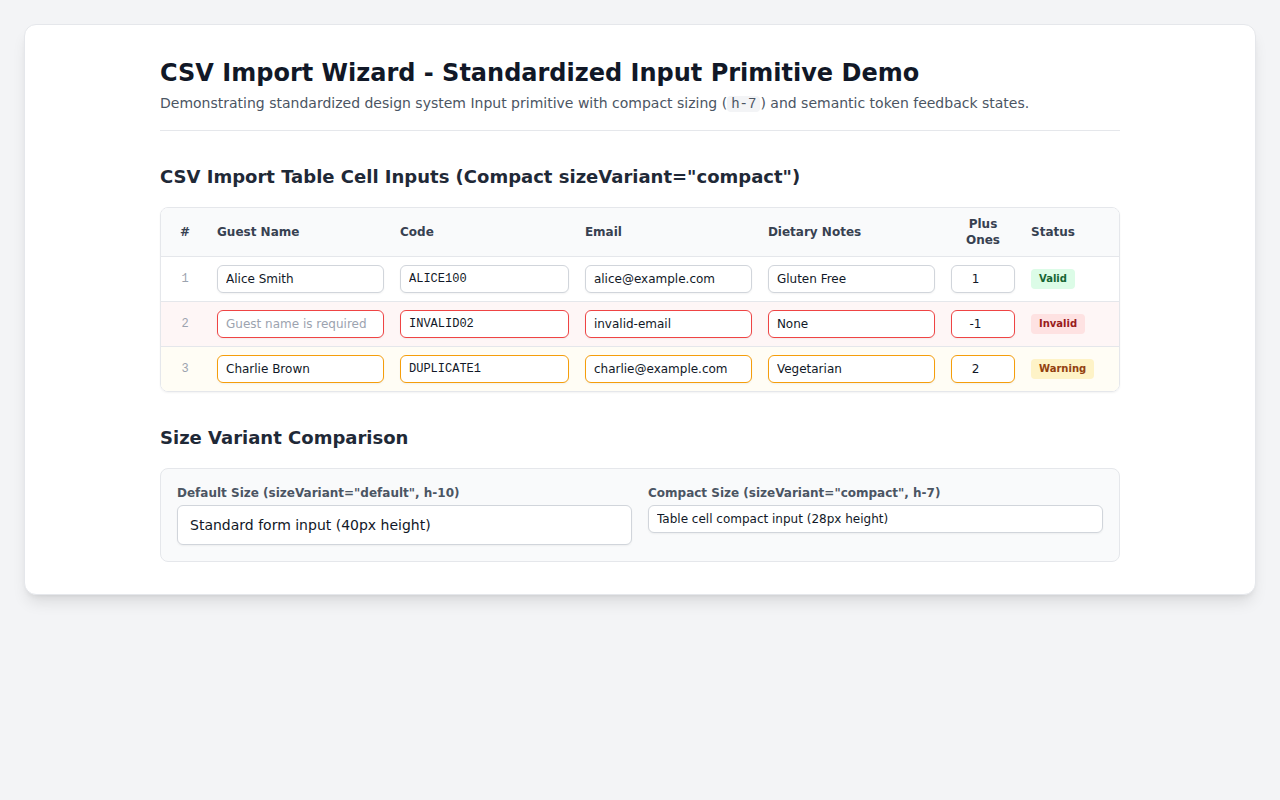 CSV Import Wizard - Standardized Input Primitive Demo
Demonstrating standardized design system Input primitive with compact sizing ( h-7 ) and semantic token feedback states.
CSV Import Table Cell Inputs (Compact sizeVariant="compact")
# Guest Name Code Email Dietary Notes Plus Ones Status
1 Alice Smith ALICE100 alice@example.com Gluten Free 1 Valid
2 Guest name is required INVALID02 invalid-email None -1 Invalid
3 Charlie Brown DUPLICATE1 charlie@example.com Vegetarian 2 Warning
Size Variant Comparison
Default Size (sizeVariant="default", h-10) Compact Size (sizeVariant="compact", h-7)
Standard form input (40px height) Table cell compact input (28px height)